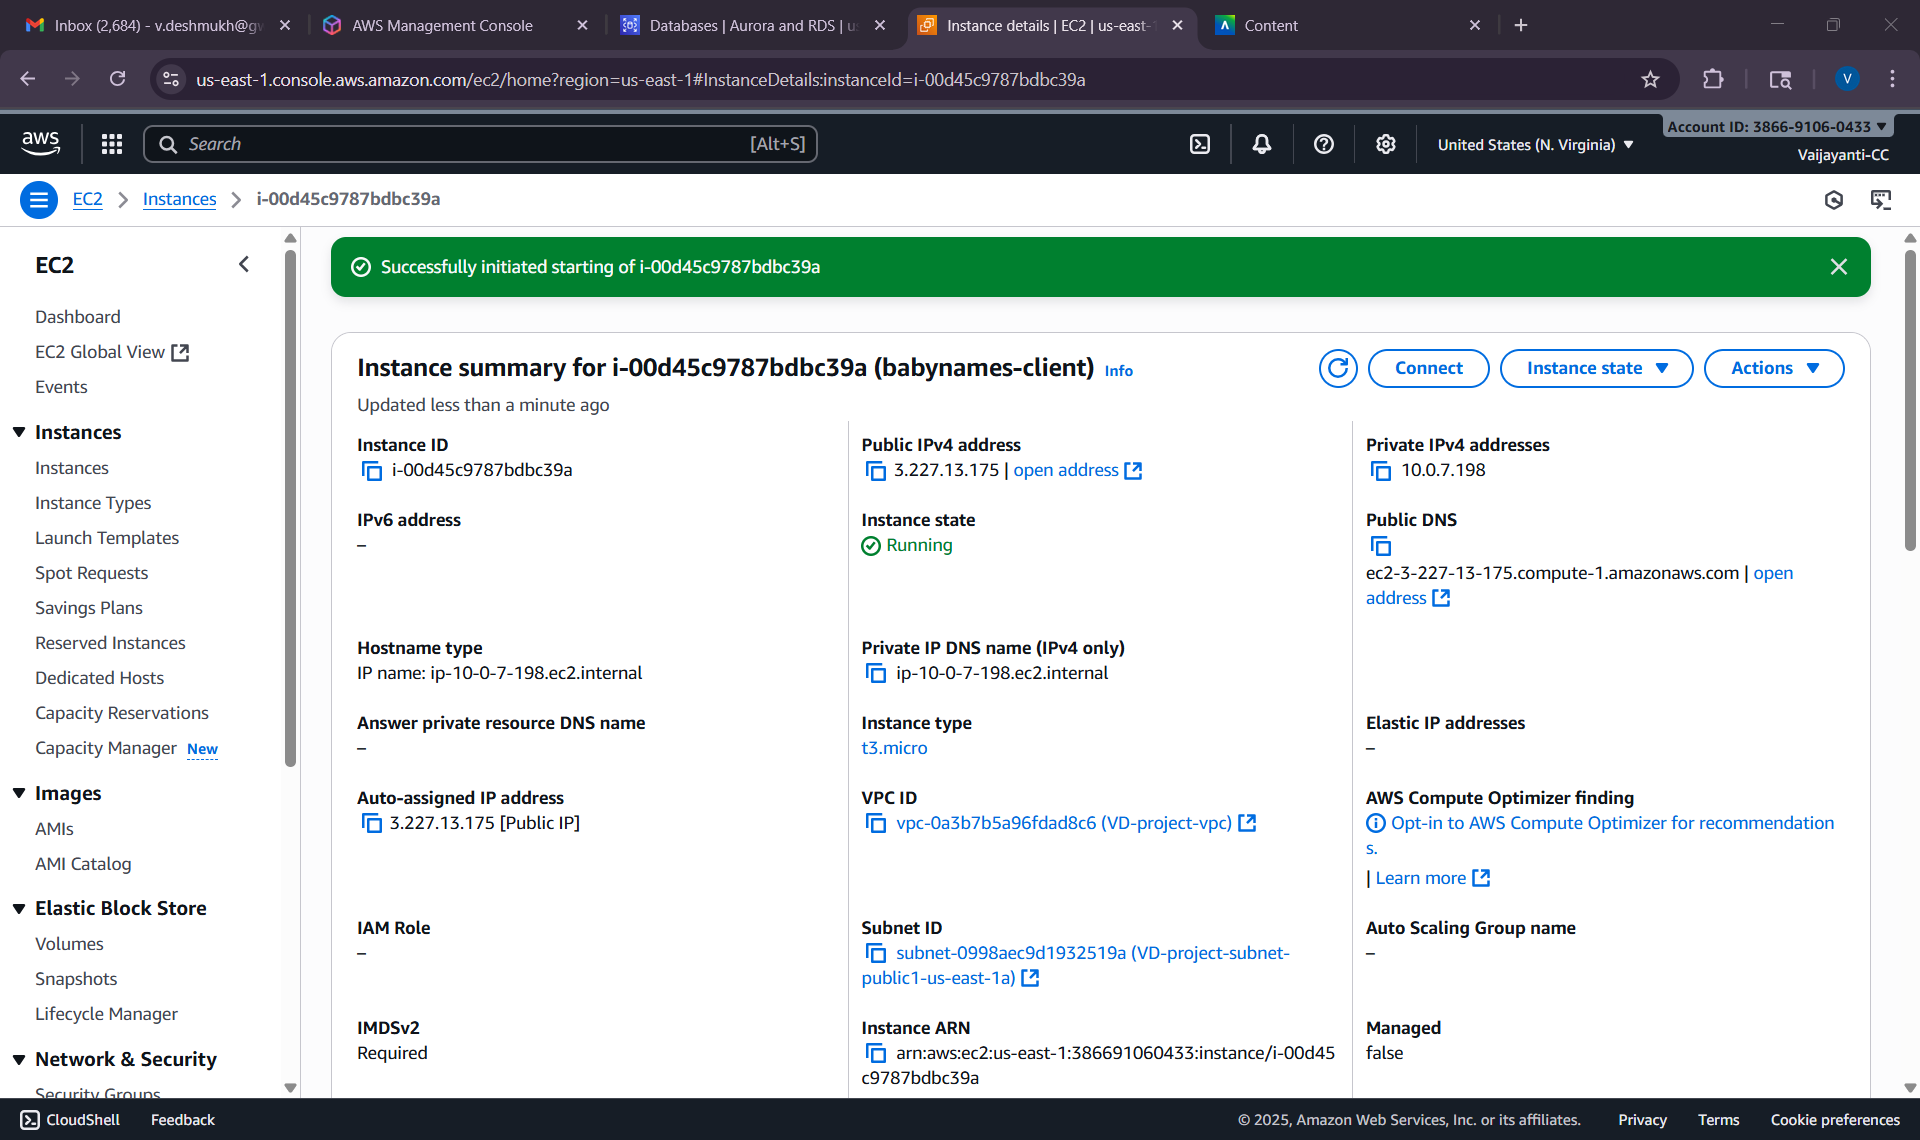 Inbox (2,684) - v.deshmukh@gw
AWS Management Console
Databases | Aurora and RDS | us
Instance details | EC2 | us-east-1
Content
us-east-1.console.aws.amazon.com/ec2/home?region=us-east-1#InstanceDetails:instanceId=i-00d45c9787bdbc39a
V
aws
Search
[Alt+S]
United States (N. Virginia)
Account ID: 3866-9106-0433
Vaijayanti-CC
EC2
Instances
i-00d45c9787bdbc39a
EC2
Dashboard
EC2 Global View
Events
Instances
Instances
Instance Types
Launch Templates
Spot Requests
Savings Plans
Reserved Instances
Dedicated Hosts
Capacity Reservations
Capacity Manager New
Images
AMIs
AMI Catalog
Elastic Block Store
Volumes
Snapshots
Lifecycle Manager
Network & Security
Security Groups
Successfully initiated starting of i-00d45c9787bdbc39a
Instance summary for i-00d45c9787bdbc39a (babynames-client) Info
Updated less than a minute ago
Connect
Instance state
Actions
Instance ID
i-00d45c9787bdbc39a
Public IPv4 address
3.227.13.175 | open address
Private IPv4 addresses
10.0.7.198
IPv6 address
–
Instance state
Running
Public DNS
ec2-3-227-13-175.compute-1.amazonaws.com | open
address
Hostname type
IP name: ip-10-0-7-198.ec2.internal
Private IP DNS name (IPv4 only)
ip-10-0-7-198.ec2.internal
Answer private resource DNS name
–
Instance type
t3.micro
Elastic IP addresses
–
Auto-assigned IP address
3.227.13.175 [Public IP]
VPC ID
vpc-0a3b7b5a96fdad8c6 (VD-project-vpc)
AWS Compute Optimizer finding
Opt-in to AWS Compute Optimizer for recommendation
s.
| Learn more
IAM Role
–
Subnet ID
subnet-0998aec9d1932519a (VD-project-subnet-
public1-us-east-1a)
Auto Scaling Group name
–
IMDSv2
Required
Instance ARN
arn:aws:ec2:us-east-1:386691060433:instance/i-00d45
c9787bdbc39a
Managed
false
CloudShell
Feedback
© 2025, Amazon Web Services, Inc. or its affiliates.
Privacy
Terms
Cookie preferences